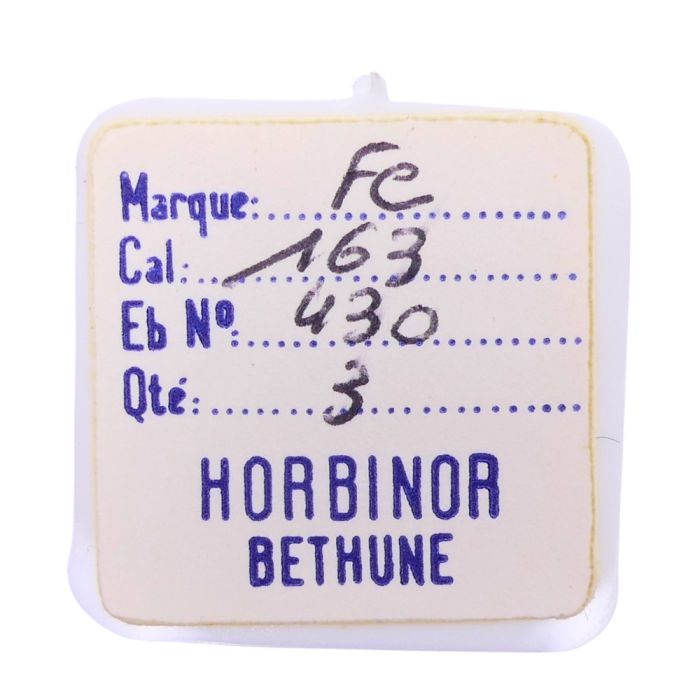 Marque: Fe
Cal: 163
Eb Nº: 430
Qté: 3
HORBINOR
BETHUNE